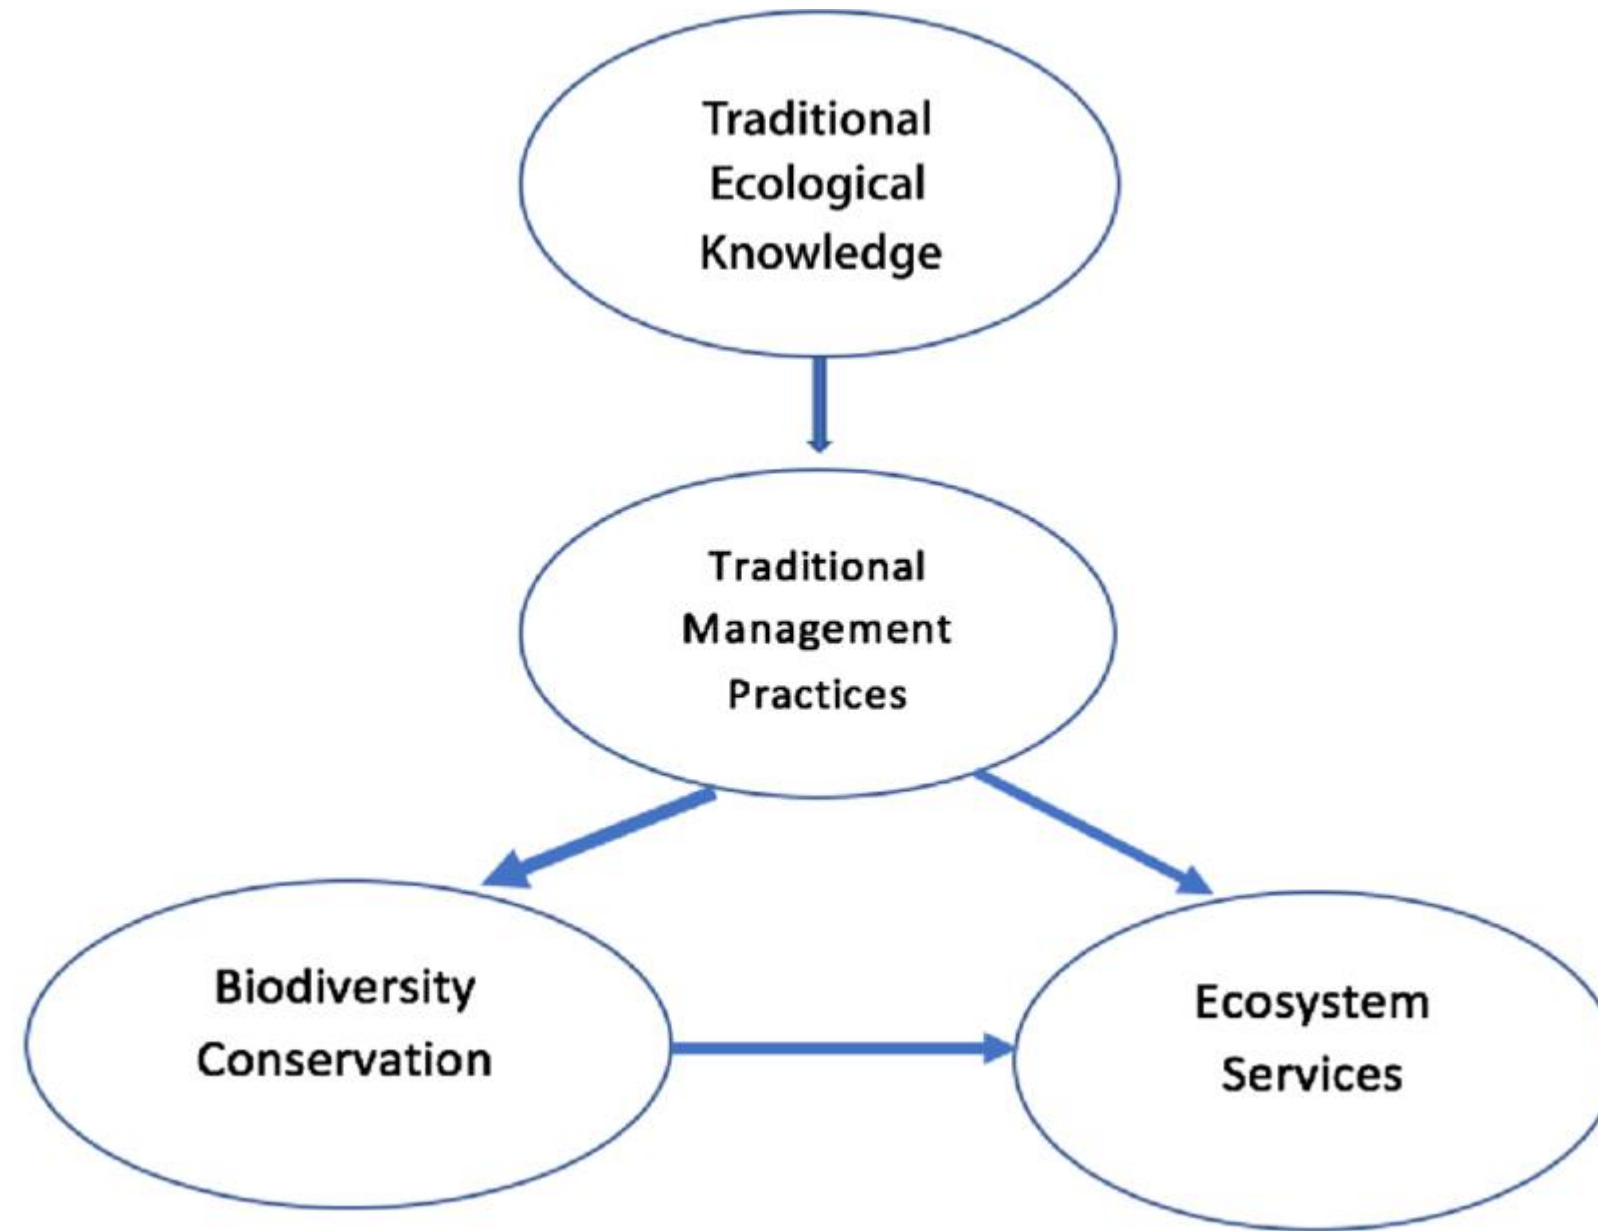 Traditional
Ecological
Knowledge
Traditional
Management
Practices
Biodiversity
Conservation
Ecosystem
Services